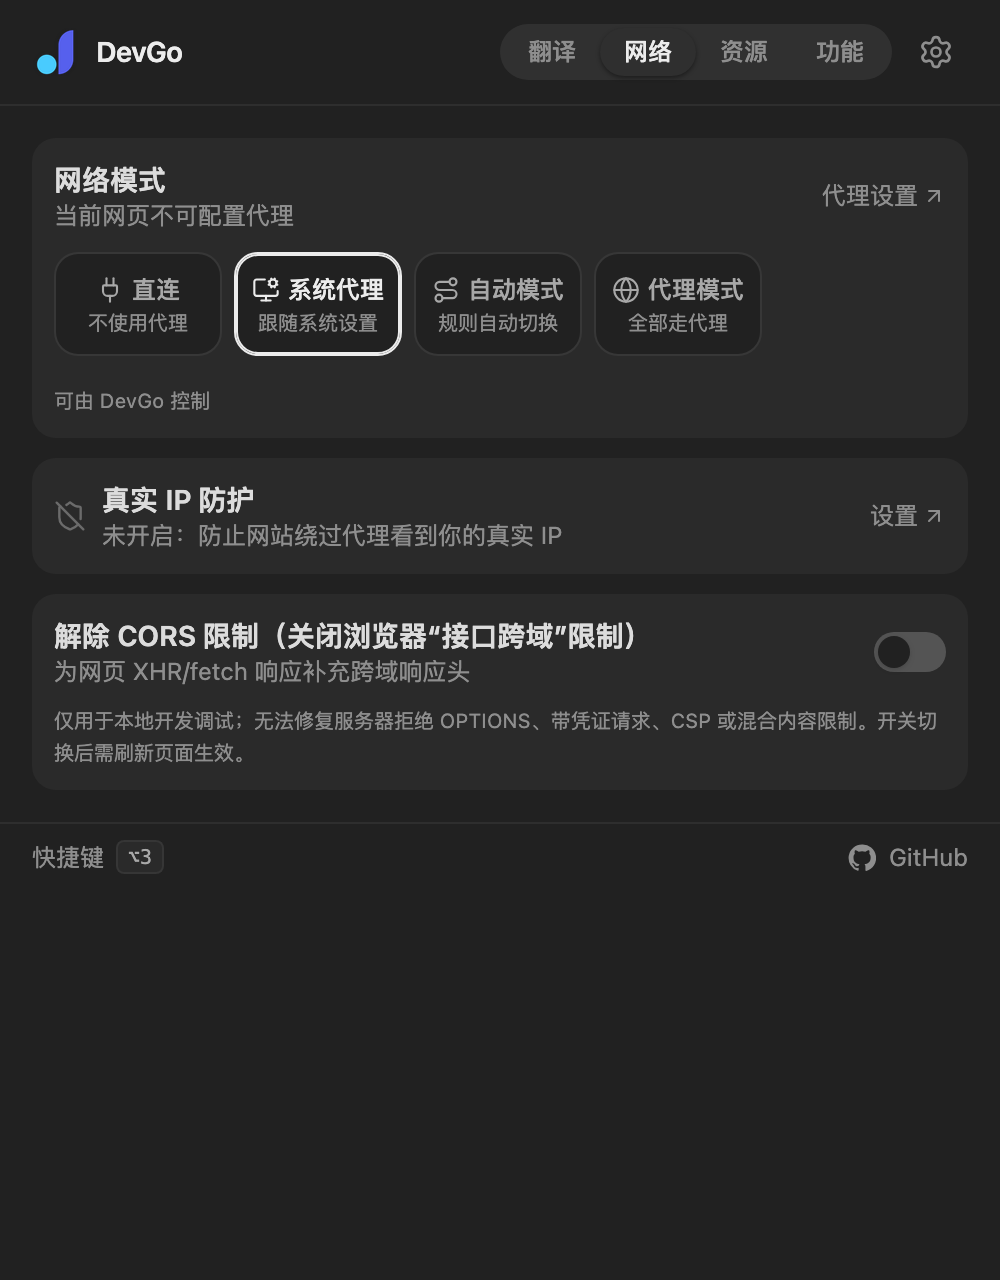 DevGo
翻译 网络 资源 功能
网络模式
当前网页不可配置代理
代理设置
直连
不使用代理
系统代理
跟随系统设置
自动模式
规则自动切换
代理模式
全部走代理
可由 DevGo 控制
真实 IP 防护
未开启：防止网站绕过代理看到你的真实 IP
设置
解除 CORS 限制（关闭浏览器“接口跨域”限制）
为网页 XHR/fetch 响应补充跨域响应头
仅用于本地开发调试；无法修复服务器拒绝 OPTIONS、带凭证请求、CSP 或混合内容限制。开关切
换后需刷新页面生效。
快捷键 ⌥3
GitHub